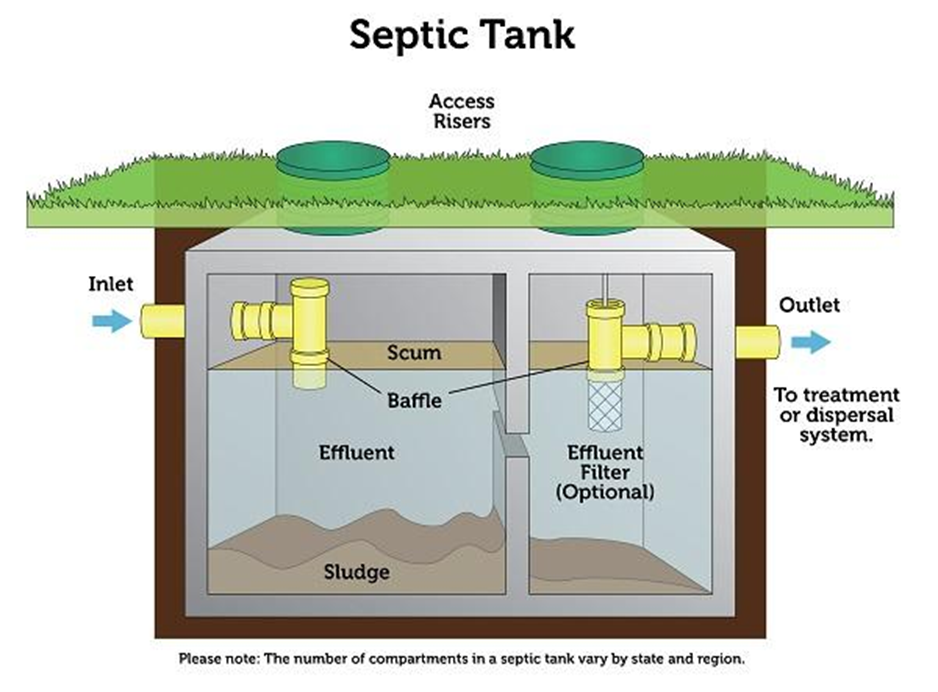 Septic Tank
Access
Risers
Inlet
Outlet
Scum
Baffle
To treatment
or dispersal
system.
Effluent
Effluent
Filter
(Optional)
Sludge
Please note: The number of compartments in a septic tank vary by state and region.